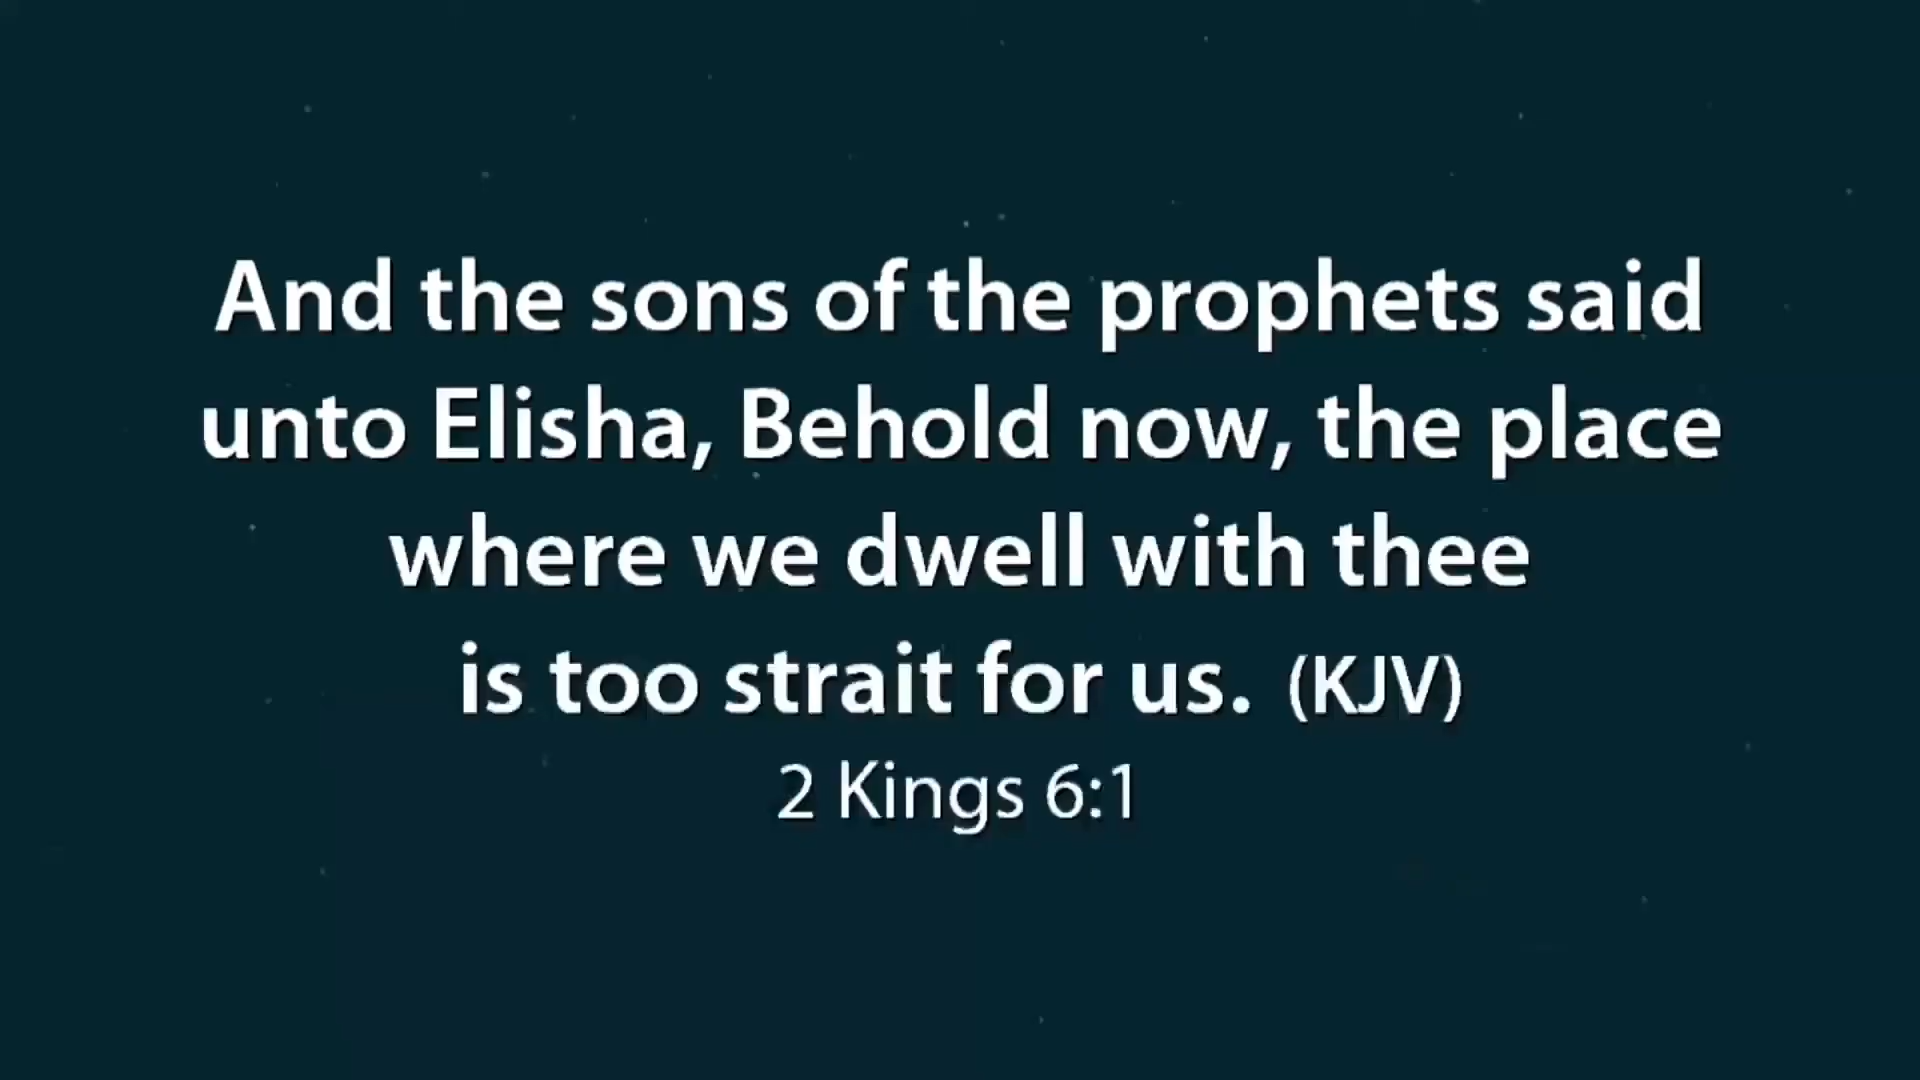 And the sons of the prophets said
unto Elisha, Behold now, the place
where we dwell with thee
is too strait for us. (KJV)
2 Kings 6:1